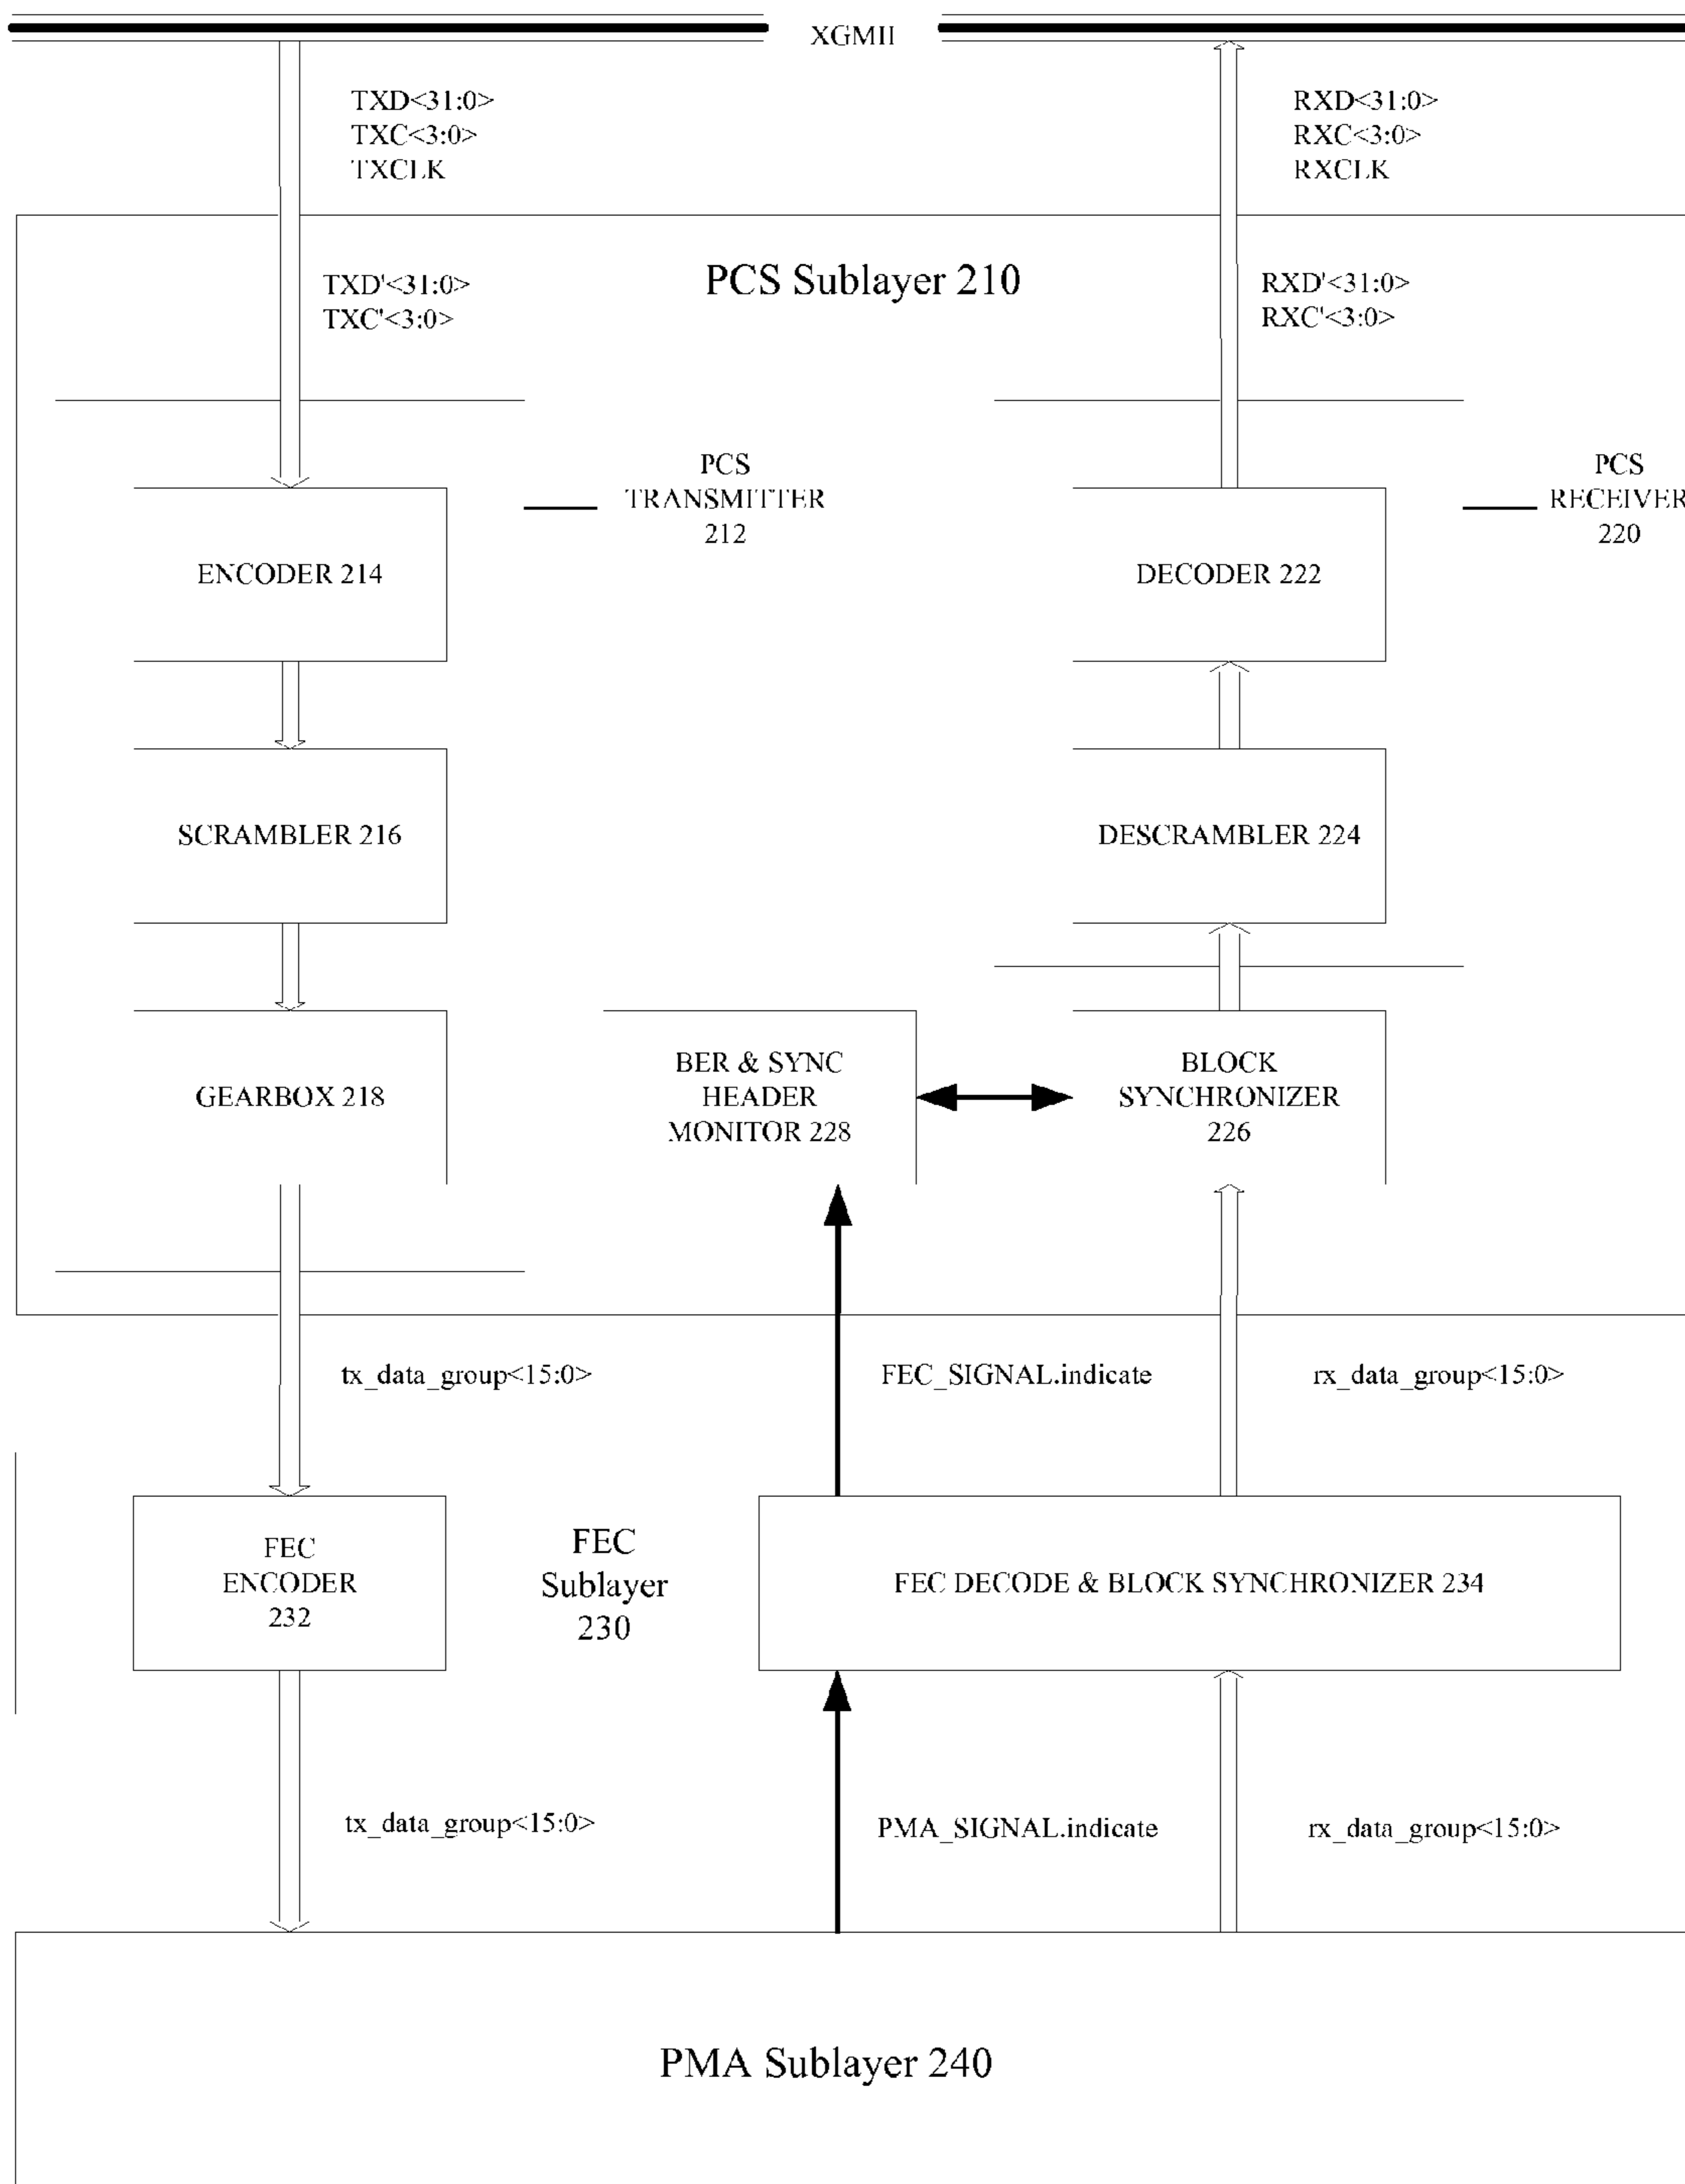 XGMII
TXD<31:0>
TXC<3:0>
TXCLK
RXD<31:0>
RXC<3:0>
RXCLK
PCS Sublayer 210
TXD'<31:0>
TXC'<3:0>
RXD'<31:0>
RXC'<3:0>
PCS
TRANSMITTER
212
PCS
RECEIVER
220
ENCODER 214
DECODER 222
SCRAMBLER 216
DESCRAMBLER 224
GEARBOX 218
BER & SYNC
HEADER
MONITOR 228
BLOCK
SYNCHRONIZER
226
tx_data_group<15:0>
FEC_SIGNAL.indicate
rx_data_group<15:0>
FEC
ENCODER
232
FEC
Sublayer
230
FEC DECODE & BLOCK SYNCHRONIZER 234
tx_data_group<15:0>
PMA_SIGNAL.indicate
rx_data_group<15:0>
PMA Sublayer 240